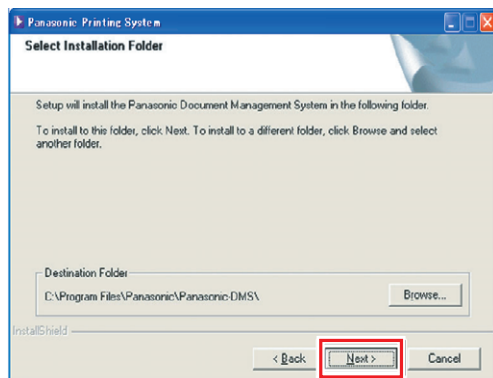 Panasonic Printing System
Select Installation Folder
Setup will install the Panasonic Document Management System in the following folder.
To install to this folder, click Next. To install to a different folder, click Browse and select
another folder.
Destination Folder
C:\Program Files\Panasonic\Panasonic-DMS\
Browse...
InstallShield
< Back
Next >
Cancel